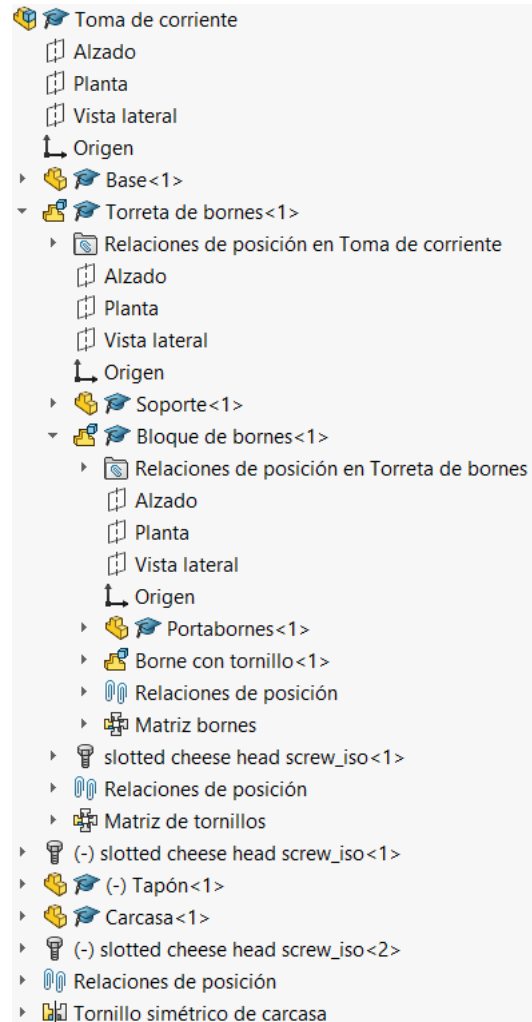 Toma de corriente
Alzado
Planta
Vista lateral
Origen
Base<1>
Torreta de bornes<1>
Relaciones de posición en Toma de corriente
Alzado
Planta
Vista lateral
Origen
Soporte<1>
Bloque de bornes<1>
Relaciones de posición en Torreta de bornes
Alzado
Planta
Vista lateral
Origen
Portabornes<1>
Borne con tornillo<1>
Relaciones de posición
Matriz bornes
slotted cheese head screw_iso<1>
Relaciones de posición
Matriz de tornillos
(-) slotted cheese head screw_iso<1>
(-) Tapón<1>
Carcasa<1>
(-) slotted cheese head screw_iso<2>
Relaciones de posición
Tornillo simétrico de carcasa